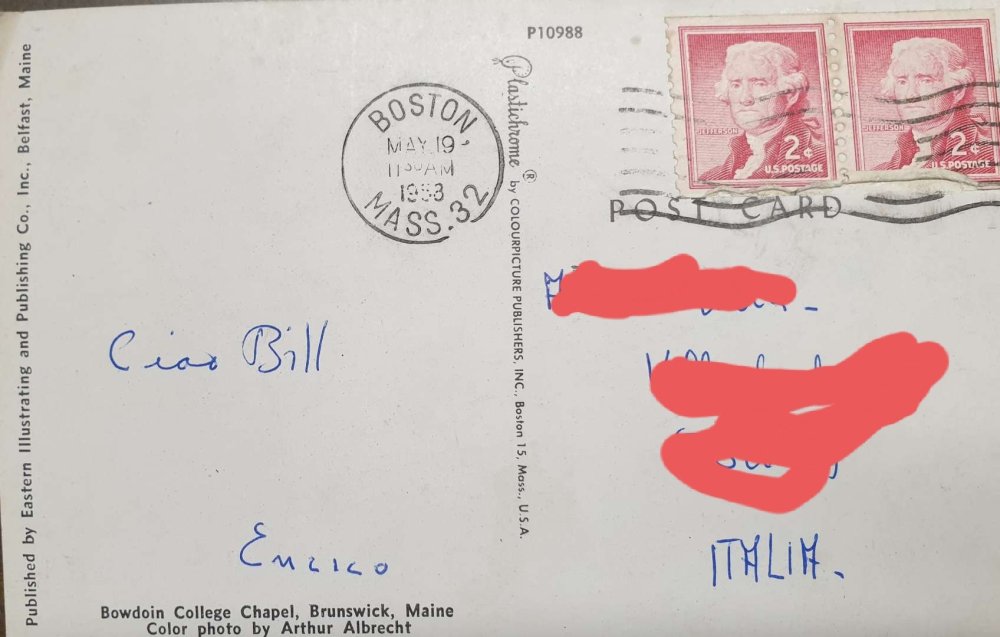 Published by Eastern Illustrating and Publishing Co., Inc., Belfast, Maine
P10988
BOSTON
MAY 19
11 30 AM
MASS. 32
Plastichrome ® by COLOURPICTURE PUBLISHERS, INC., Boston 15, Mass., U.S.A.
JEFFERSON
2¢
U.S. POSTAGE
JEFFERSON
2¢
U.S. POSTAGE
POST CARD
Ciao Bill
Enrico
ITALIA.
Bowdoin College Chapel, Brunswick, Maine
Color photo by Arthur Albrecht